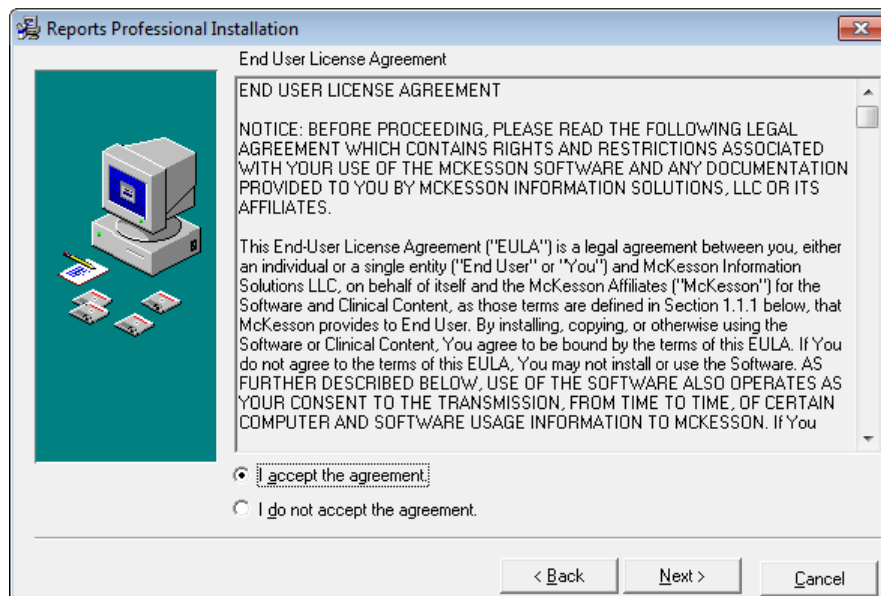 Reports Professional Installation
End User License Agreement
END USER LICENSE AGREEMENT
NOTICE: BEFORE PROCEEDING, PLEASE READ THE FOLLOWING LEGAL
AGREEMENT WHICH CONTAINS RIGHTS AND RESTRICTIONS ASSOCIATED
WITH YOUR USE OF THE MCKESSON SOFTWARE AND ANY DOCUMENTATION
PROVIDED TO YOU BY MCKESSON INFORMATION SOLUTIONS, LLC OR ITS
AFFILIATES.
This End-User License Agreement ("EULA") is a legal agreement between you, either
an individual or a single entity ("End User" or "You") and McKesson Information
Solutions LLC, on behalf of itself and the McKesson Affiliates ("McKesson") for the
Software and Clinical Content, as those terms are defined in Section 1.1.1 below, that
McKesson provides to End User. By installing, copying, or otherwise using the
Software or Clinical Content, You agree to be bound by the terms of this EULA. If You
do not agree to the terms of this EULA, You may not install or use the Software. AS
FURTHER DESCRIBED BELOW, USE OF THE SOFTWARE ALSO OPERATES AS
YOUR CONSENT TO THE TRANSMISSION, FROM TIME TO TIME, OF CERTAIN
COMPUTER AND SOFTWARE USAGE INFORMATION TO MCKESSON. If You
I accept the agreement.
I do not accept the agreement.
< Back
Next >
Cancel